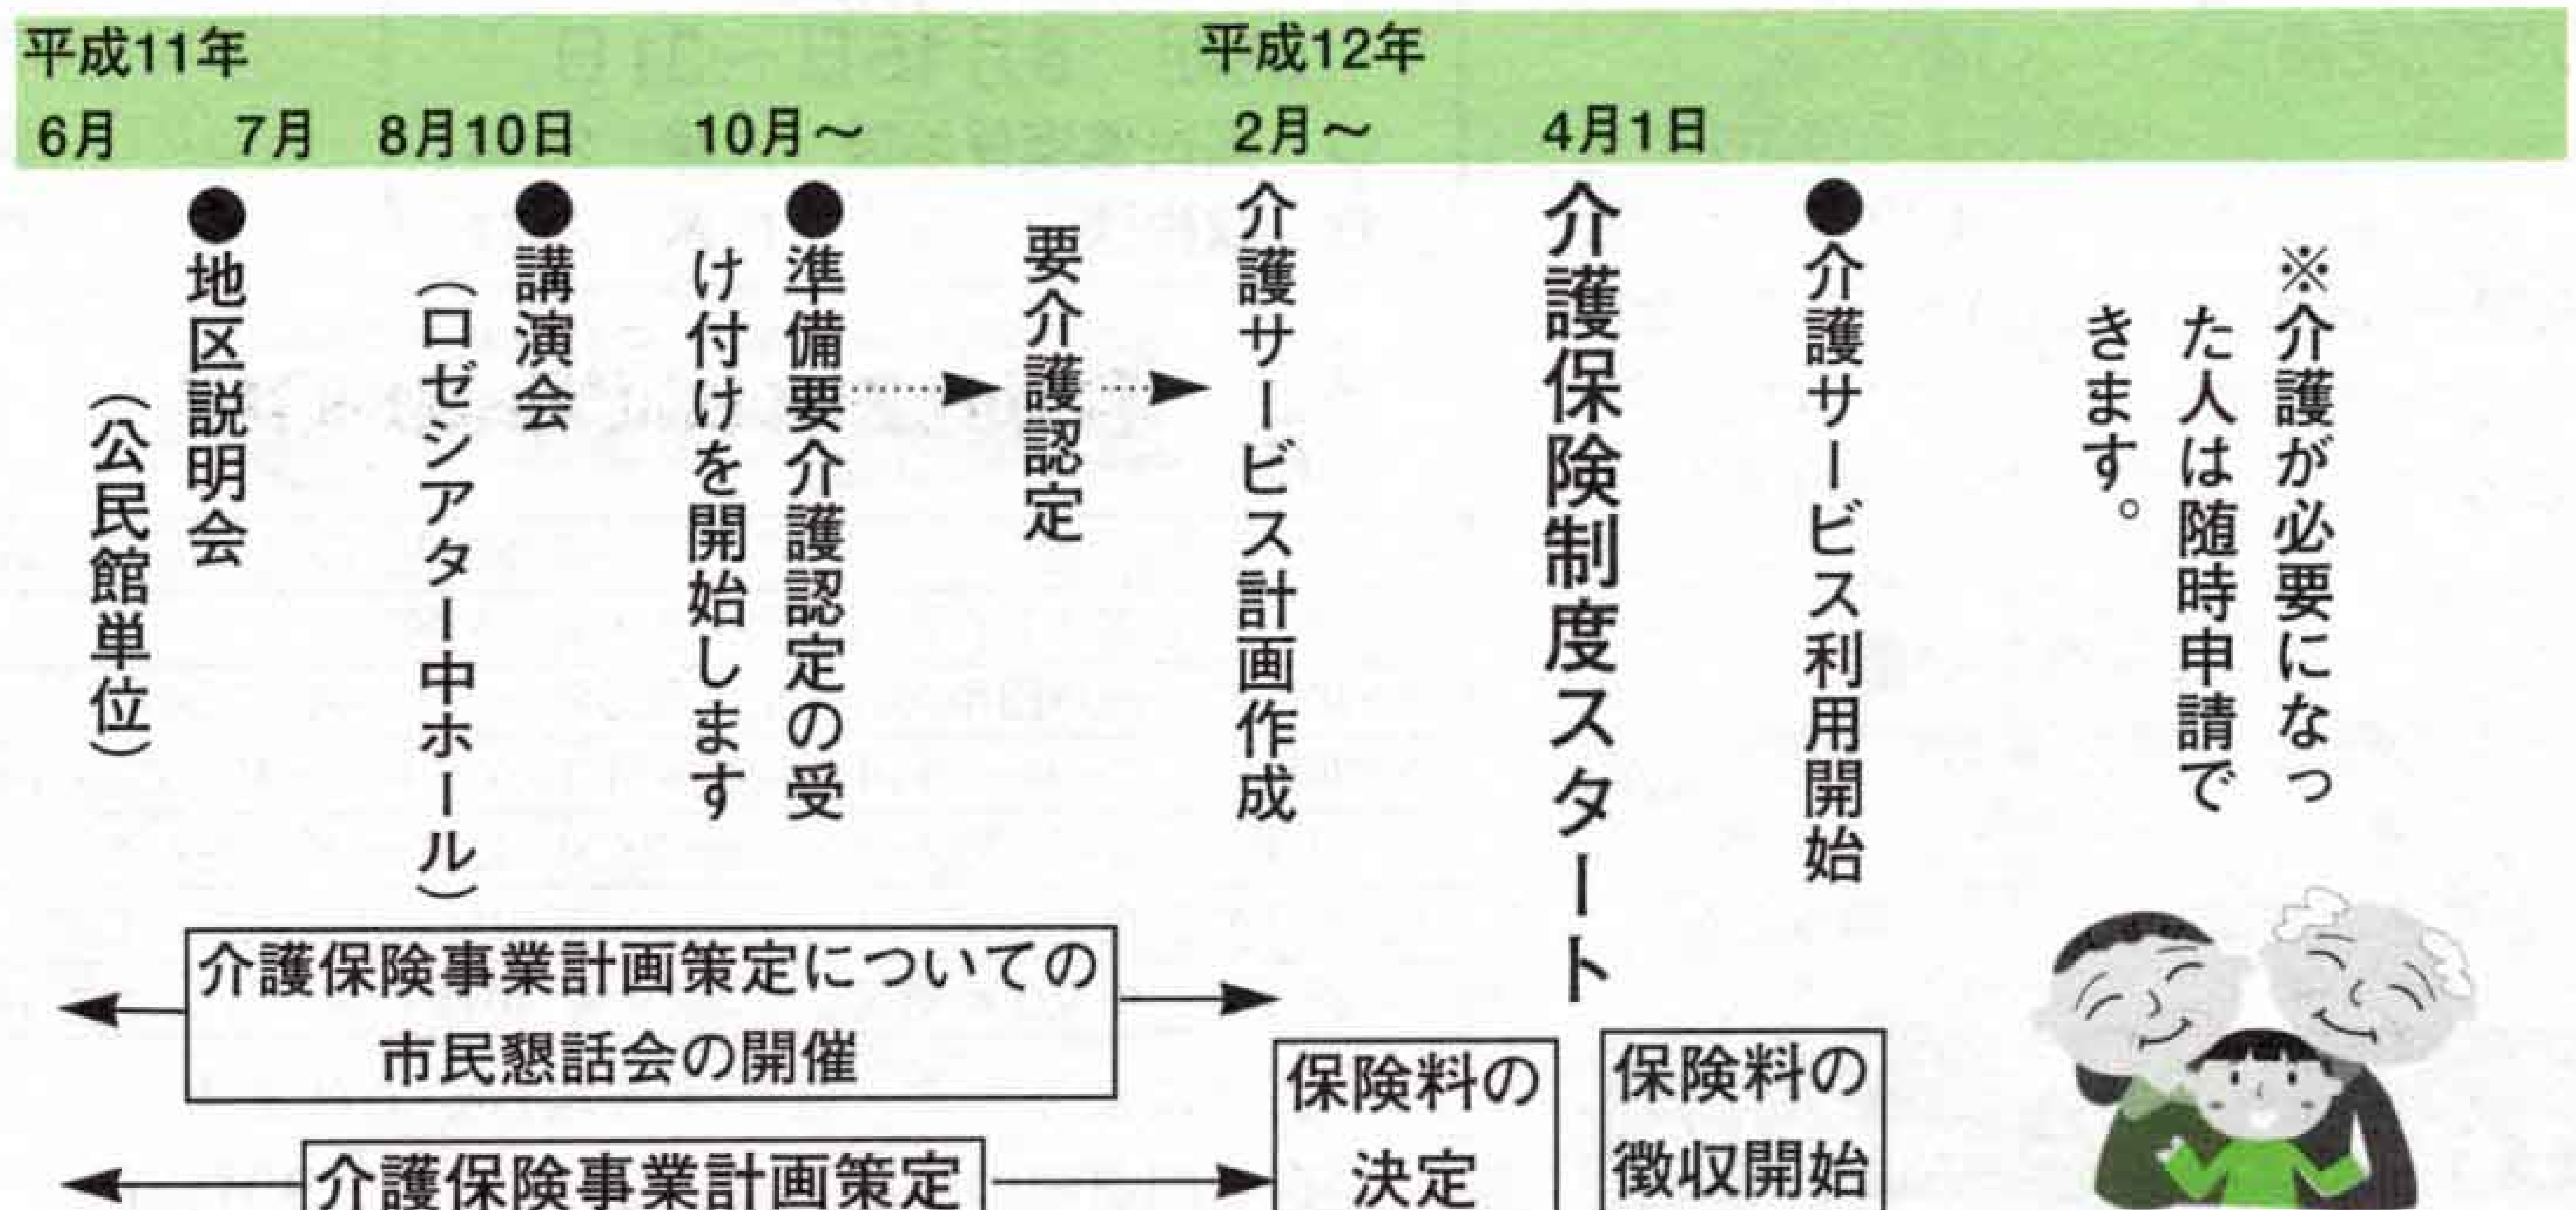 平成11年
平成12年
6月
7月
8月10日
10月～
2月～
4月1日
●地区説明会
（公民館単位）
●講演会
（ロゼシアター中ホール）
●準備要介護認定の受
け付けを開始します
要介護認定
介護サービス計画作成
介護保険制度スタート
●介護サービス利用開始
※介護が必要になっ
た人は随時申請で
きます。
介護保険事業計画策定についての
市民懇話会の開催
介護保険事業計画策定
保険料の
決定
保険料の
徴収開始